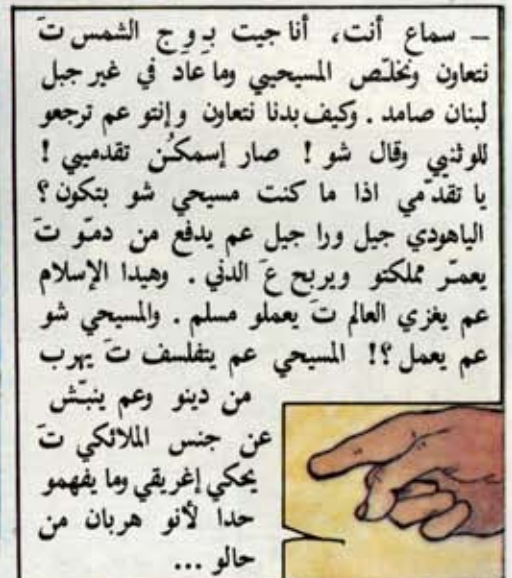 – سماع أنت، أنا جيت بـوِج الشمس تَ
نتعاون ونخلّص المسيحيي وما عاد في غير جبل
لبنان صامد . وكيف بدنا نتعاون وإنتو عم ترجعو
للوثنيي وقال شو ! صار إسمكُن تقدميي !
يا تقدّمي اذا ما كنت مسيحي شو بتكون ؟
الياهودي جيل ورا جيل عم يدفع من دمّو تَ
يعمّر مملكتو ويربح عَ الدني . وهيدا الإسلام
عم يغزي العالم تَ يعملو مسلم . والمسيحي شو
عم يعمل ؟! المسيحي عم يتفلسف تَ يهرب
من دينو وعم ينبّش
عن جنس الملائكي تَ
يحكي إغريقي وما يفهمو
حدا لأنو هربان من
حالو ...